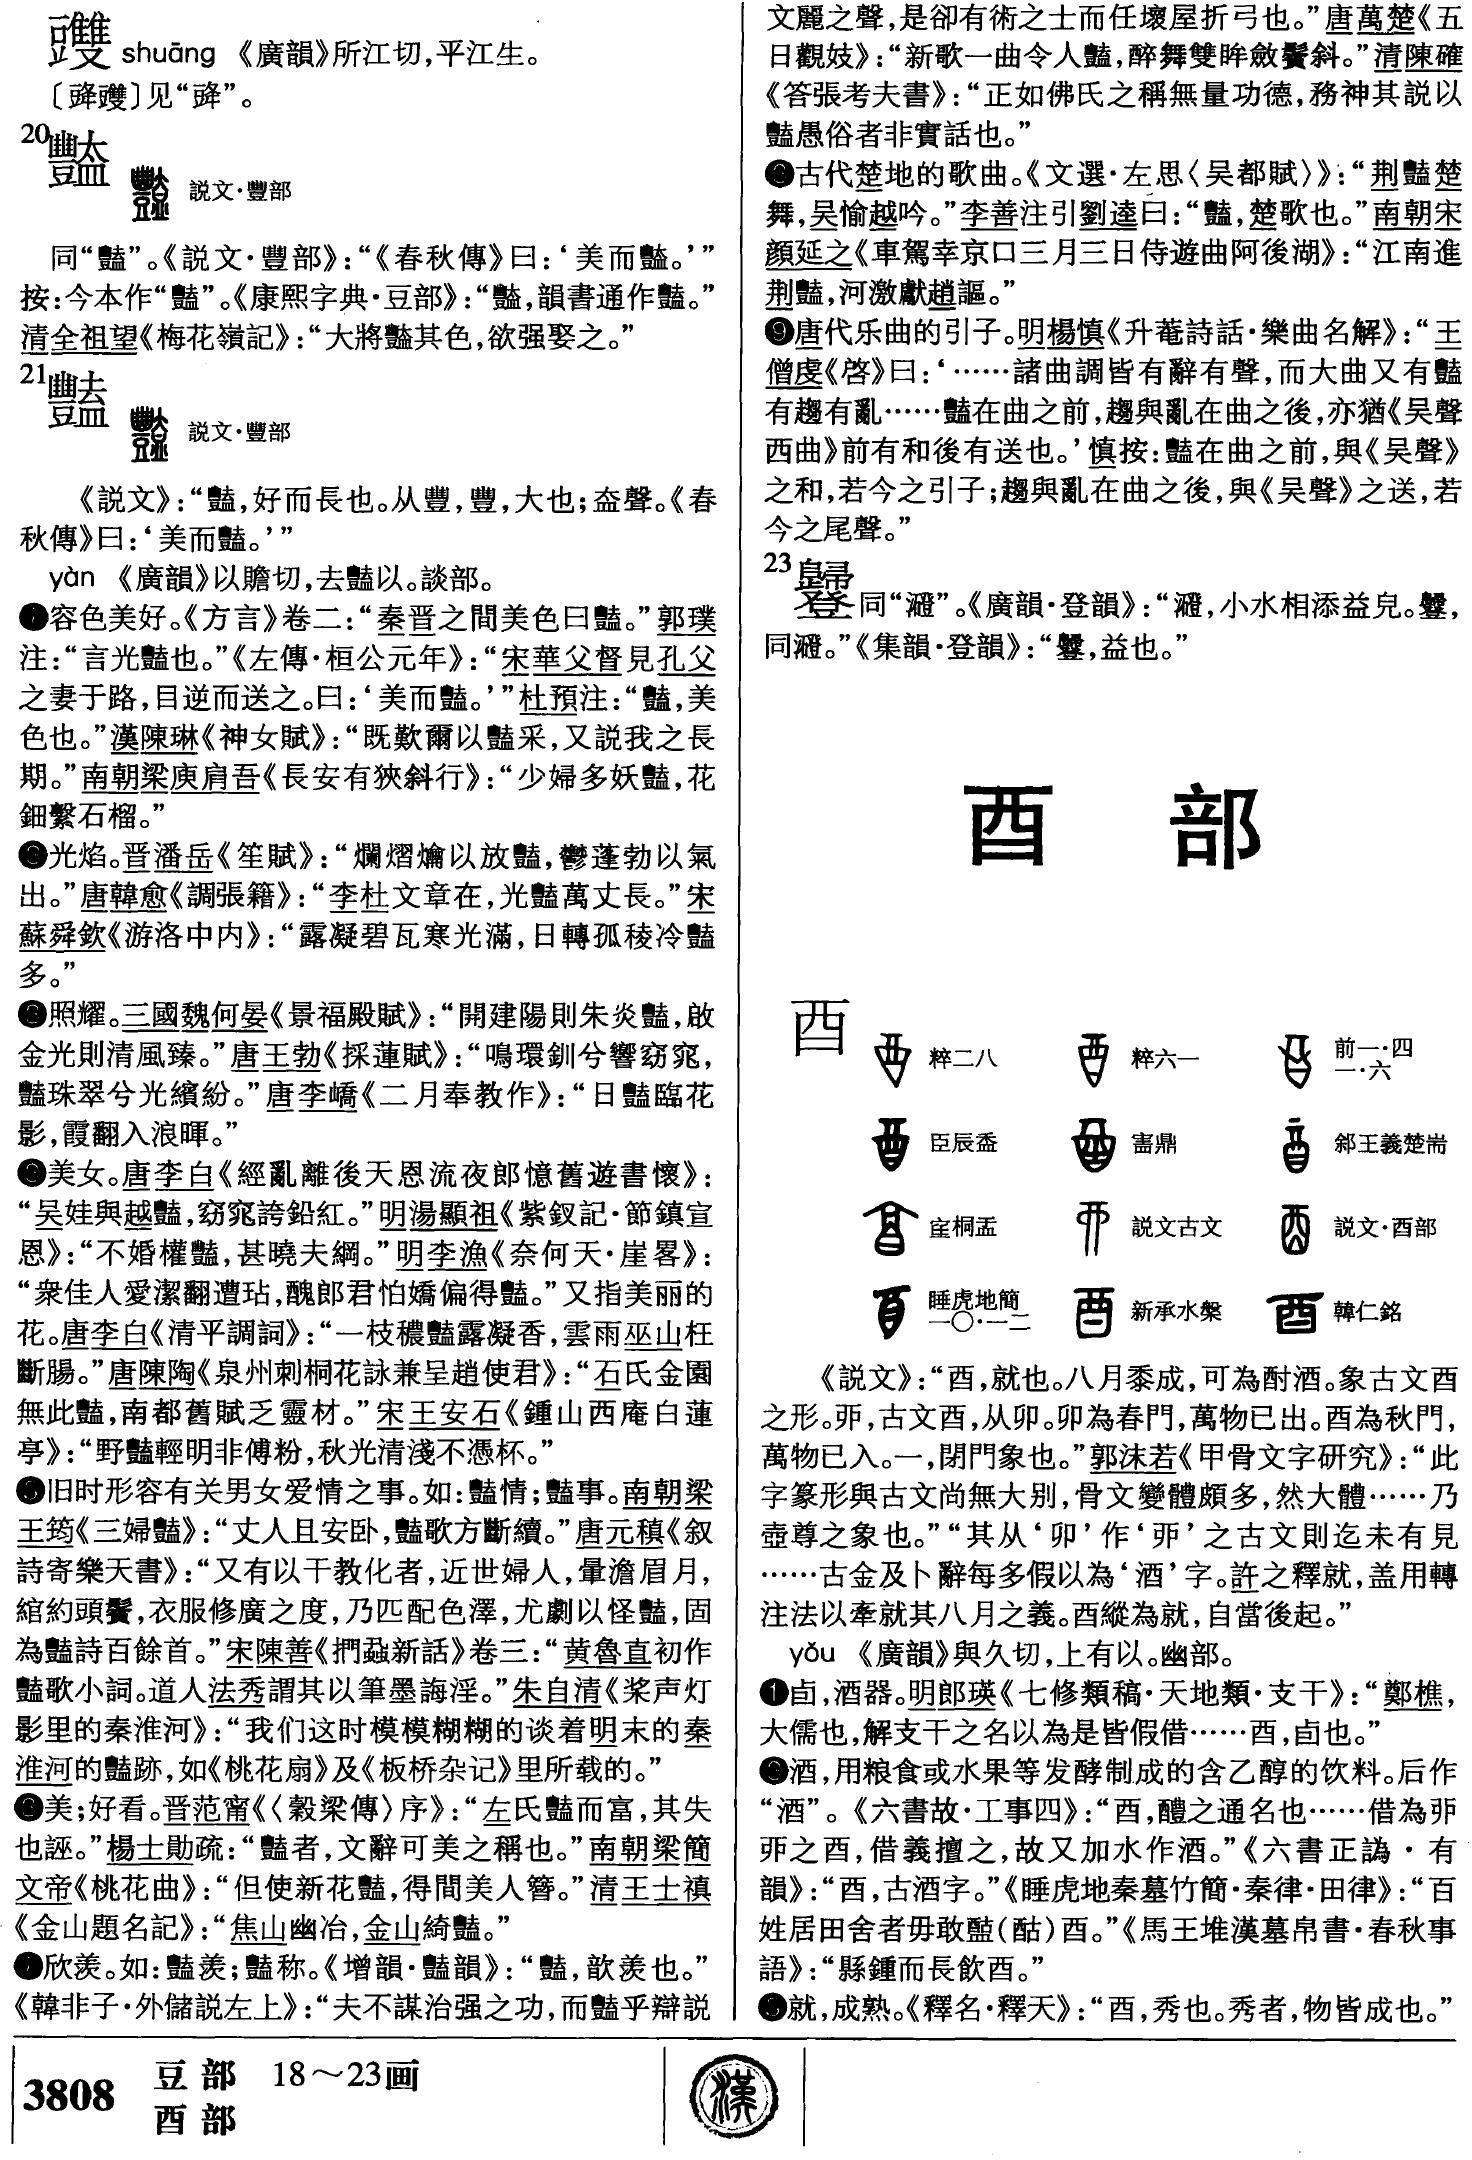 shuāng 《廣韻》所江切,平江生。
〔䜶䝄〕见“䜶”。
20 豓
説文·豐部
同“豔”。《説文·豐部》:“《春秋傳》曰:‘美而豓。’”
按:今本作“豔”。《康熙字典·豆部》:“豓,韻書通作豔。”
清全祖望《梅花嶺記》:“大將豓其色,欲强娶之。”
21 豔
説文·豐部
《説文》:“豔,好而長也。从豐,豐,大也;盇聲。《春
秋傳》曰:‘美而豔。’”
yàn 《廣韻》以贍切,去豔以。談部。
❶容色美好。《方言》卷二:“秦晋之間美色曰豔。”郭璞
注:“言光豔也。”《左傳·桓公元年》:“宋華父督見孔父
之妻于路,目逆而送之。曰:‘美而豔。’”杜預注:“豔,美
色也。”漢陳琳《神女賦》:“既歎爾以豔采,又説我之長
期。”南朝梁庾肩吾《長安有狹斜行》:“少婦多妖豔,花
鈿繫石榴。”
❷光焰。晋潘岳《笙賦》:“爛熠爚以放豔,鬱蓬勃以氣
出。”唐韓愈《調張籍》:“李杜文章在,光豔萬丈長。”宋
蘇舜欽《游洛中内》:“露凝碧瓦寒光滿,日轉孤稜冷豔
多。”
❸照耀。三國魏何晏《景福殿賦》:“開建陽則朱炎豔,啟
金光則清風臻。”唐王勃《採蓮賦》:“鳴環釧兮響窈窕,
豔珠翠兮光繽紛。”唐李嶠《二月奉教作》:“日豔臨花
影,霞翻入浪暉。”
❹美女。唐李白《經亂離後天恩流夜郎憶舊遊書懷》:
“吴娃與越豔,窈窕誇鉛紅。”明湯顯祖《紫釵記·節鎮宣
恩》:“不婚權豔,甚曉夫綱。”明李漁《奈何天·崖畧》:
“衆佳人愛潔翻遭玷,醜郎君怕嬌偏得豔。”又指美丽的
花。唐李白《清平調詞》:“一枝穠豔露凝香,雲雨巫山枉
斷腸。”唐陳陶《泉州刺桐花詠兼呈趙使君》:“石氏金園
無此豔,南都舊賦乏靈材。”宋王安石《鍾山西庵白蓮
亭》:“野豔輕明非傅粉,秋光清淺不憑杯。”
❺旧时形容有关男女爱情之事。如:豔情;豔事。南朝梁
王筠《三婦豔》:“丈人且安卧,豔歌方斷續。”唐元稹《叙
詩寄樂天書》:“又有以干教化者,近世婦人,暈澹眉月,
綰約頭鬢,衣服修廣之度,乃匹配色澤,尤劇以怪豔,固
為豔詩百餘首。”宋陳善《捫蝨新話》卷三:“黄魯直初作
豔歌小詞。道人法秀謂其以筆墨誨淫。”朱自清《桨声灯
影里的秦淮河》:“我们这时模模糊糊的谈着明末的秦
淮河的豔跡,如《桃花扇》及《板桥杂记》里所载的。”
❻美;好看。晋范甯《〈穀梁傳〉序》:“左氏豔而富,其失
也誣。”楊士勛疏:“豔者,文辭可美之稱也。”南朝梁簡
文帝《桃花曲》:“但使新花豔,得間美人簪。”清王士禛
《金山題名記》:“焦山幽冶,金山綺豔。”
❼欣羡。如:豔羡;豔称。《增韻·豔韻》:“豔,歆羨也。”
《韓非子·外儲説左上》:“夫不謀治强之功,而豔乎辯説
文麗之聲,是卻有術之士而任壞屋折弓也。”唐萬楚《五
日觀妓》:“新歌一曲令人豔,醉舞雙眸斂鬢斜。”清陳確
《答張考夫書》:“正如佛氏之稱無量功德,務神其説以
豔愚俗者非實話也。”
❽古代楚地的歌曲。《文選·左思〈吴都賦〉》:“荆豔楚
舞,吴愉越吟。”李善注引劉逵曰:“豔,楚歌也。”南朝宋
顔延之《車駕幸京口三月三日侍遊曲阿後湖》:“江南進
荆豔,河激獻趙謳。”
❾唐代乐曲的引子。明楊慎《升菴詩話·樂曲名解》:“王
僧虔《啓》曰:‘……諸曲調皆有辭有聲,而大曲又有豔
有趨有亂……豔在曲之前,趨與亂在曲之後,亦猶《吴聲
西曲》前有和後有送也。’慎按:豔在曲之前,與《吴聲》
之和,若今之引子;趨與亂在曲之後,與《吴聲》之送,若
今之尾聲。”
23
同“㵾”。《廣韻·登韻》:“㵾,小水相添益皃。,
同㵾。”《集韻·登韻》:“,益也。”
酉 部
酉
粹二八 粹六一 前一·四一·六
臣辰盉 害鼎 䣄王義楚耑
桐盂 説文古文 説文·酉部
睡虎地簡一〇·一二 新承水槃 韓仁銘
《説文》:“酉,就也。八月黍成,可為酎酒。象古文酉
之形。丣,古文酉,从卯。卯為春門,萬物已出。酉為秋門,
萬物已入。一,閉門象也。”郭沫若《甲骨文字研究》:“此
字篆形與古文尚無大别,骨文變體頗多,然大體……乃
壺尊之象也。”“其从‘卯’作‘丣’之古文則迄未有見
……古金及卜辭每多假以為‘酒’字。許之釋就,盖用轉
注法以牽就其八月之義。酉縱為就,自當後起。”
yǒu 《廣韻》與久切,上有以。幽部。
❶卣,酒器。明郎瑛《七修類稿·天地類·支干》:“鄭樵,
大儒也,解支干之名以為是皆假借……酉,卣也。”
❷酒,用粮食或水果等发酵制成的含乙醇的饮料。后作
“酒”。《六書故·工事四》:“酉,醴之通名也……借為丣
丣之酉,借義擅之,故又加水作酒。”《六書正譌·有
韻》:“酉,古酒字。”《睡虎地秦墓竹簡·秦律·田律》:“百
姓居田舍者毋敢䤃(酤)酉。”《馬王堆漢墓帛書·春秋事
語》:“縣鍾而長飲酉。”
❸就,成熟。《釋名·釋天》:“酉,秀也。秀者,物皆成也。”
3808 豆部 18～23画
酉部
漢